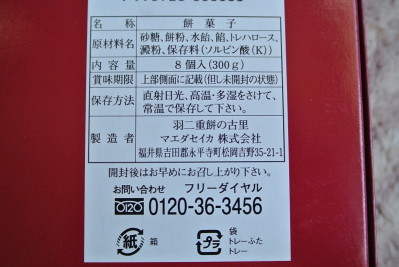 名称 餅菓子
原材料名 砂糖、餅粉、水飴、餡、トレハロース、
澱粉、保存料(ソルビン酸(K))
内容量 8個入(300g)
賞味期限 上部側面に記載(但し未開封の状態)
保存方法 直射日光、高温・多湿をさけて、
常温で保存して下さい。
製造者 羽二重餅の古里
マエダセイカ 株式会社
福井県吉田郡永平寺町松岡吉野35-21-1
開封後はお早めにお召し上がり下さい。
お問い合わせ フリーダイヤル
0120-36-3456
紙 箱
プラ 袋
トレーふた
トレー